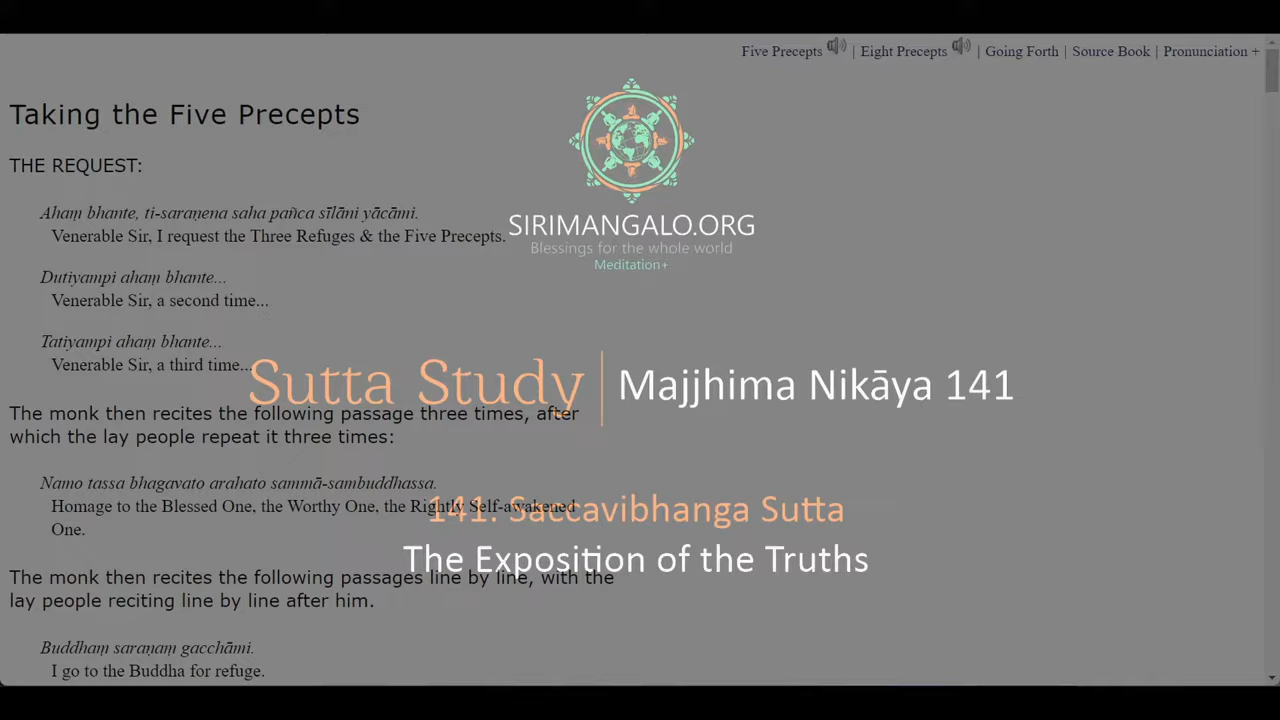 Five Precepts | Eight Precepts | Going Forth | Source Book | Pronunciation +
Taking the Five Precepts
THE REQUEST:
Ahaṃ bhante, ti-saraṇena saha pañca sīlāni yācāmi.
Venerable Sir, I request the Three Refuges & the Five Precepts.
SIRIMANGALO.ORG
Blessings for the whole world
Meditation+
Dutiyampi ahaṃ bhante...
Venerable Sir, a second time...
Tatiyampi ahaṃ bhante...
Venerable Sir, a third time...
Sutta Study | Majjhima Nikāya 141
The monk then recites the following passage three times, after
which the lay people repeat it three times:
Namo tassa bhagavato arahato sammā-sambuddhassa.
Homage to the Blessed One, the Worthy One, the Rightly Self-awakened
One.
141. Saccavibhanga Sutta
The Exposition of the Truths
The monk then recites the following passages line by line, with the
lay people reciting line by line after him.
Buddhaṃ saraṇaṃ gacchāmi.
I go to the Buddha for refuge.